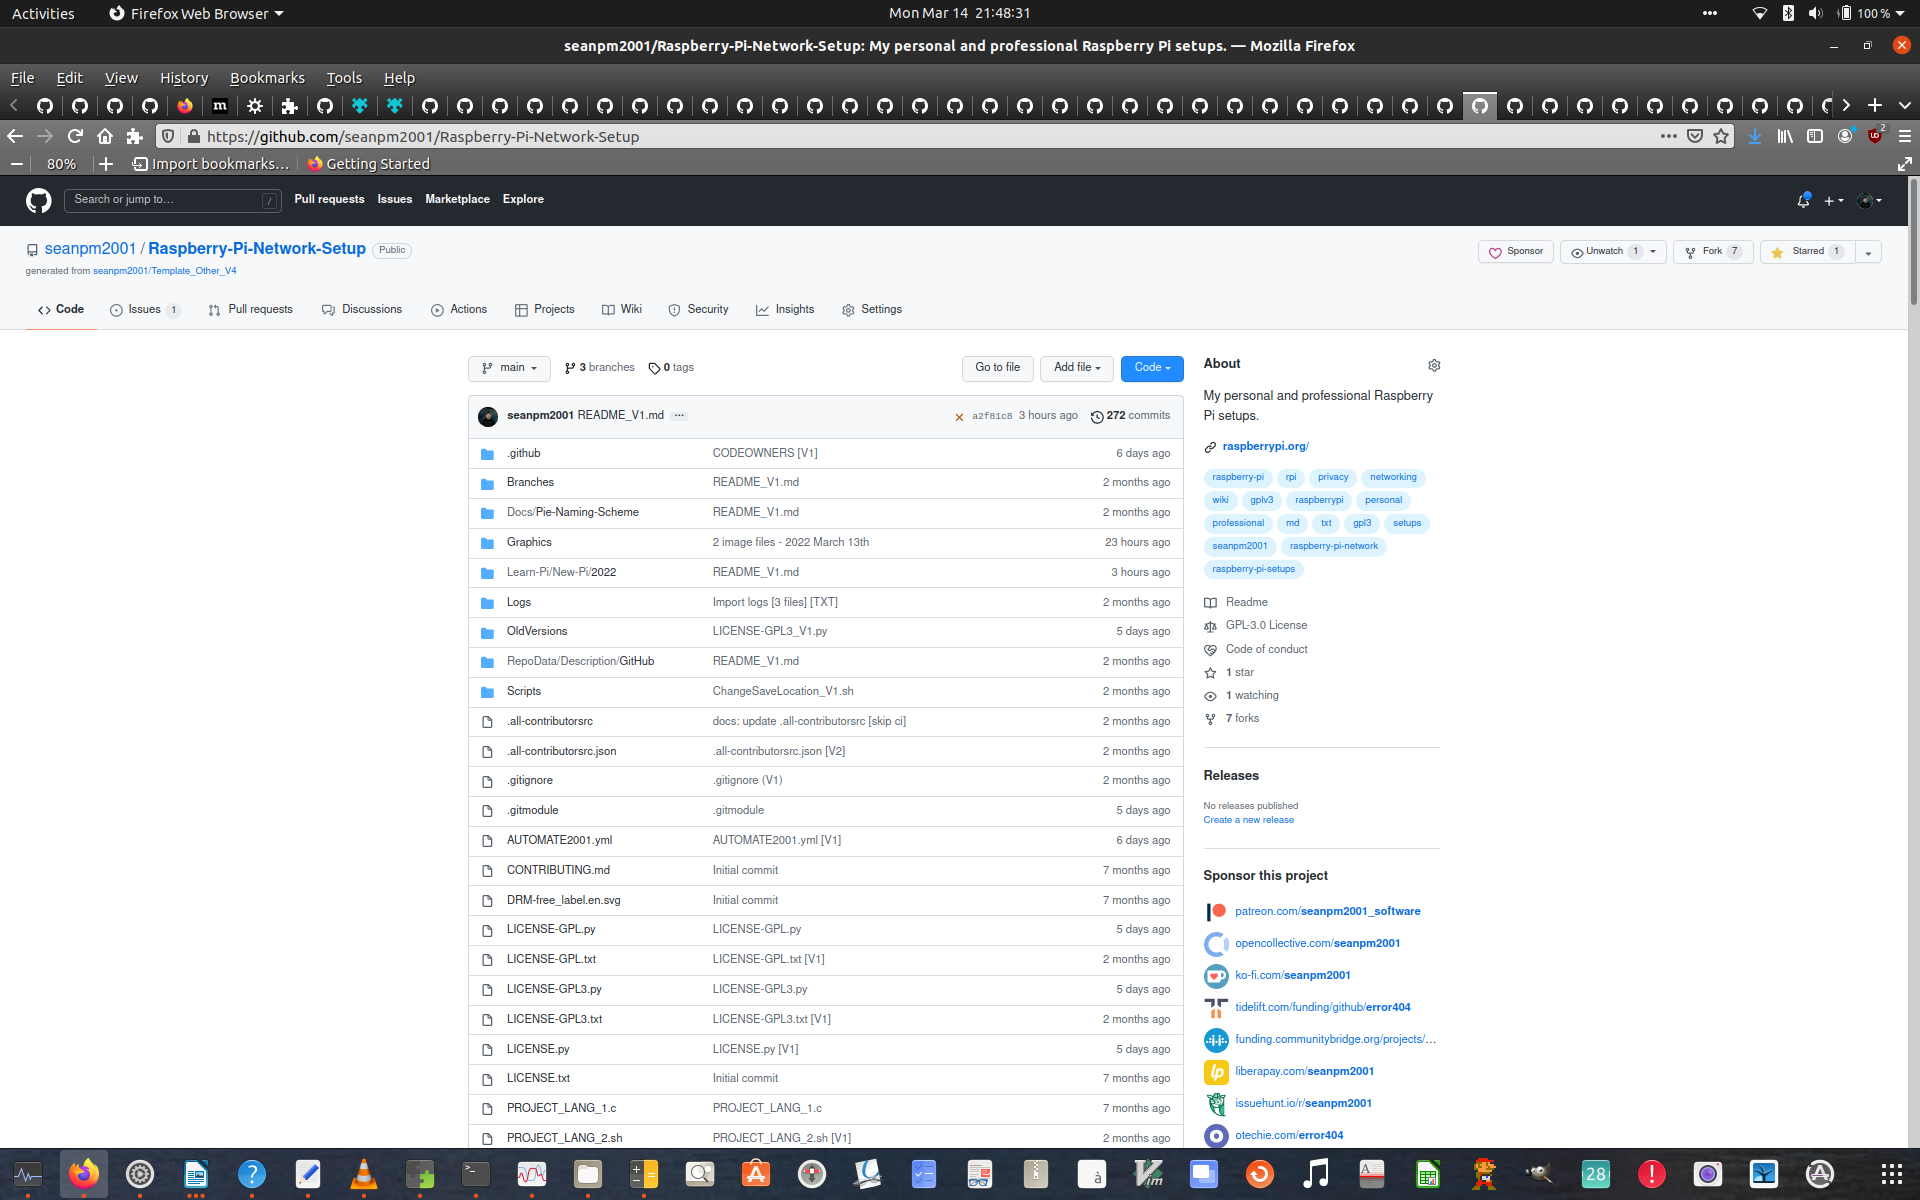 Activities
Firefox Web Browser
Mon Mar 14 21:48:31
100 %
seanpm2001/Raspberry-Pi-Network-Setup: My personal and professional Raspberry Pi setups. — Mozilla Firefox
File Edit View History Bookmarks Tools Help
https://github.com/seanpm2001/Raspberry-Pi-Network-Setup
2
80%
Import bookmarks…
Getting Started
Search or jump to…
/
Pull requests Issues Marketplace Explore
seanpm2001 / Raspberry-Pi-Network-Setup Public
generated from seanpm2001/Template_Other_V4
Sponsor
Unwatch 1
Fork 7
Starred 1
Code
Issues 1
Pull requests
Discussions
Actions
Projects
Wiki
Security
Insights
Settings
main
3 branches
0 tags
Go to file
Add file
Code
seanpm2001 README_V1.md
a2f81c8 3 hours ago
272 commits
.github CODEOWNERS [V1] 6 days ago
Branches README_V1.md 2 months ago
Docs/Pie-Naming-Scheme README_V1.md 2 months ago
Graphics 2 image files - 2022 March 13th 23 hours ago
Learn-Pi/New-Pi/2022 README_V1.md 3 hours ago
Logs Import logs [3 files] [TXT] 2 months ago
OldVersions LICENSE-GPL3_V1.py 5 days ago
RepoData/Description/GitHub README_V1.md 2 months ago
Scripts ChangeSaveLocation_V1.sh 2 months ago
.all-contributorsrc docs: update .all-contributorsrc [skip ci] 2 months ago
.all-contributorsrc.json .all-contributorsrc.json [V2] 2 months ago
.gitignore .gitignore (V1) 2 months ago
.gitmodule .gitmodule 5 days ago
AUTOMATE2001.yml AUTOMATE2001.yml [V1] 6 days ago
CONTRIBUTING.md Initial commit 7 months ago
DRM-free_label.en.svg Initial commit 7 months ago
LICENSE-GPL.py LICENSE-GPL.py 5 days ago
LICENSE-GPL.txt LICENSE-GPL.txt [V1] 2 months ago
LICENSE-GPL3.py LICENSE-GPL3.py 5 days ago
LICENSE-GPL3.txt LICENSE-GPL3.txt [V1] 2 months ago
LICENSE.py LICENSE.py [V1] 5 days ago
LICENSE.txt Initial commit 7 months ago
PROJECT_LANG_1.c PROJECT_LANG_1.c 7 months ago
PROJECT_LANG_2.sh PROJECT_LANG_2.sh [V1] 2 months ago
About
My personal and professional Raspberry
Pi setups.
raspberrypi.org/
raspberry-pi rpi privacy networking
wiki gplv3 raspberrypi personal
professional md txt gpl3 setups
seanpm2001 raspberry-pi-network
raspberry-pi-setups
Readme
GPL-3.0 License
Code of conduct
1 star
1 watching
7 forks
Releases
No releases published
Create a new release
Sponsor this project
patreon.com/seanpm2001_software
opencollective.com/seanpm2001
ko-fi.com/seanpm2001
tidelift.com/funding/github/error404
funding.communitybridge.org/projects/…
liberapay.com/seanpm2001
issuehunt.io/r/seanpm2001
otechie.com/error404
28